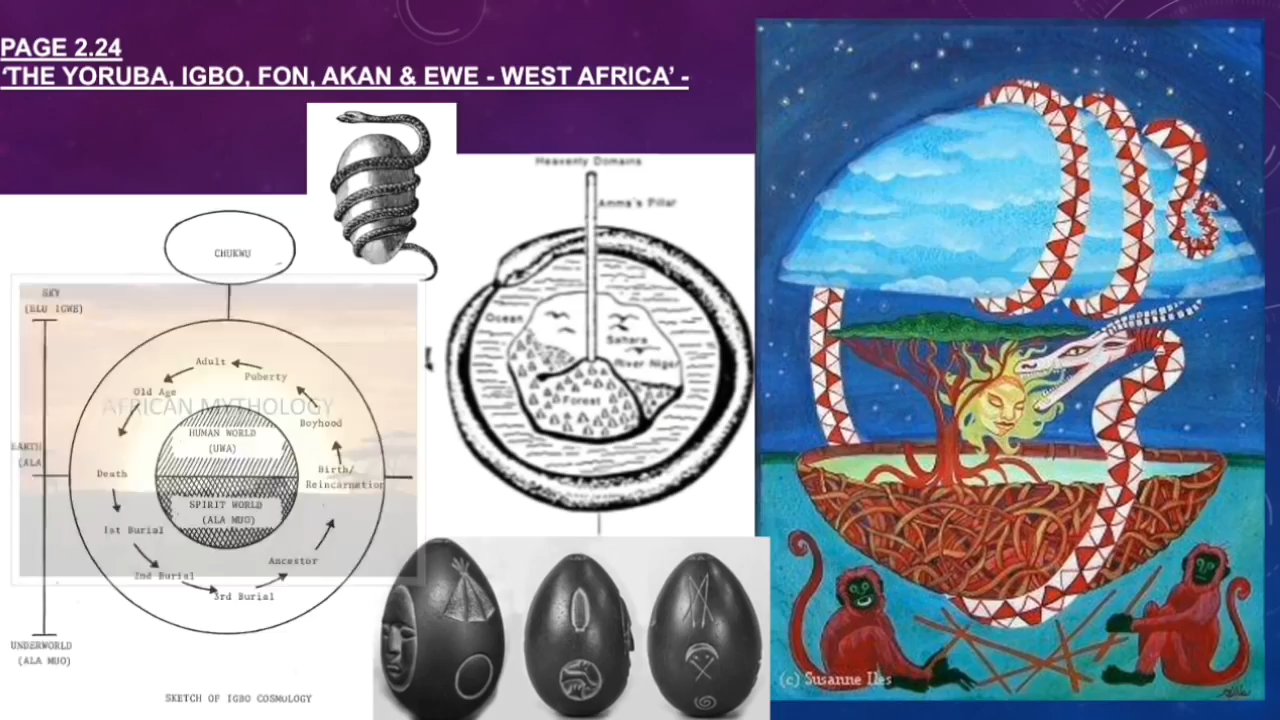 PAGE 2.24
‘THE YORUBA, IGBO, FON, AKAN & EWE - WEST AFRICA’ -
CHUKWU
SKY
(ELU IGWE)
Adult
Puberty
Old Age
AFRICAN MYTHOLOGY
Boyhood
HUMAN WORLD
(UWA)
EARTH
(ALA
Death
Birth/
Reincarnation
SPIRIT WORLD
(ALA MUO)
1st Burial
Ancestor
2nd Burial
3rd Burial
UNDERWORLD
(ALA MUO)
SKETCH OF IGBO COSMOLOGY
Heavenly Domains
Amma's Pillar
Ocean
Sahara
River Niger
Forest
(c) Susanne Iles